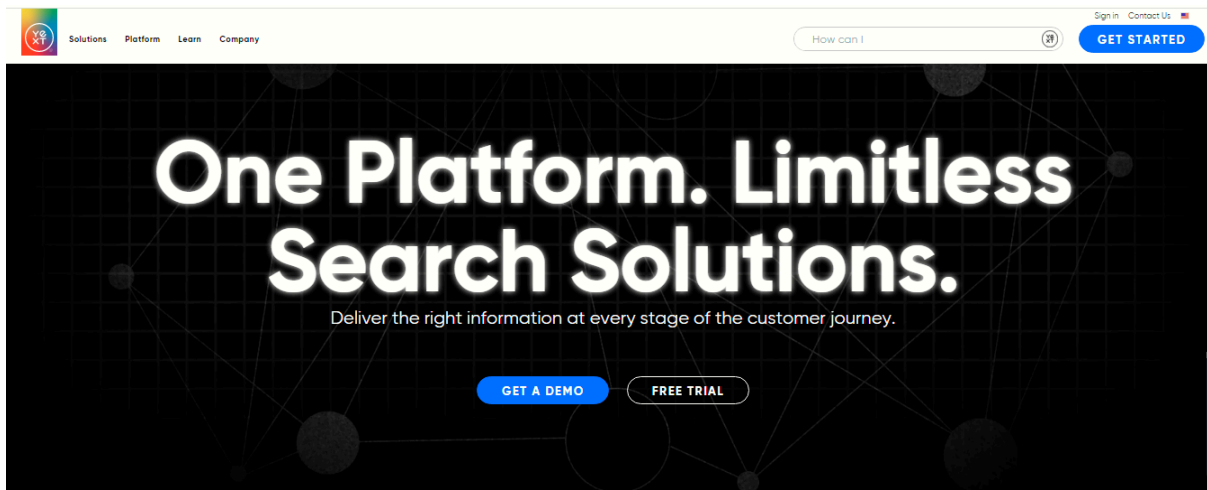 Sign in Contact Us
yext
Solutions Platform Learn Company
How can I
GET STARTED
One Platform. Limitless
Search Solutions.
Deliver the right information at every stage of the customer journey.
GET A DEMO FREE TRIAL